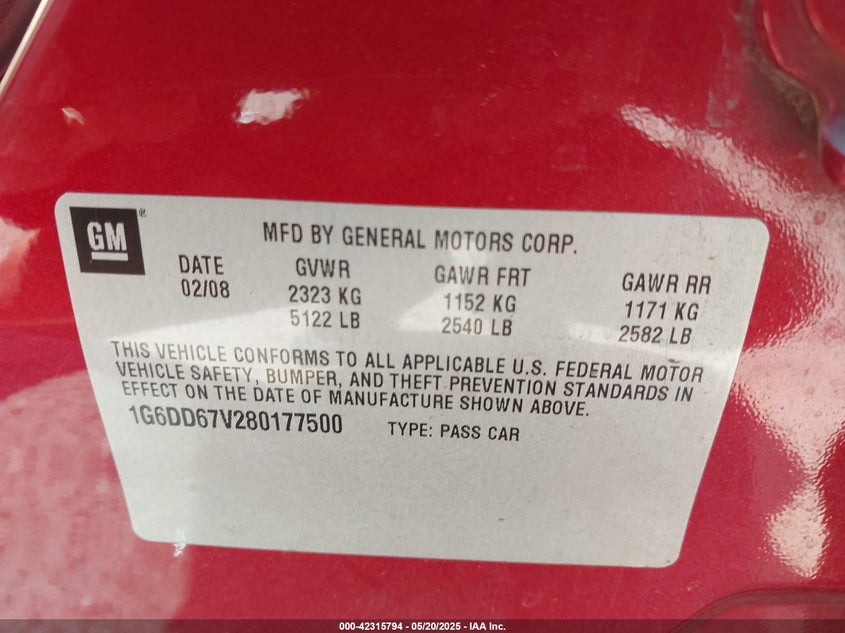 GM®
MFD BY GENERAL MOTORS CORP.
DATE GVWR GAWR FRT GAWR RR
02/08 2323 KG 1152 KG 1171 KG
5122 LB 2540 LB 2582 LB
THIS VEHICLE CONFORMS TO ALL APPLICABLE U.S. FEDERAL MOTOR
VEHICLE SAFETY, BUMPER, AND THEFT PREVENTION STANDARDS IN
EFFECT ON THE DATE OF MANUFACTURE SHOWN ABOVE.
1G6DD67V280177500 TYPE: PASS CAR
000-42315794 - 05/20/2025 - IAA Inc.